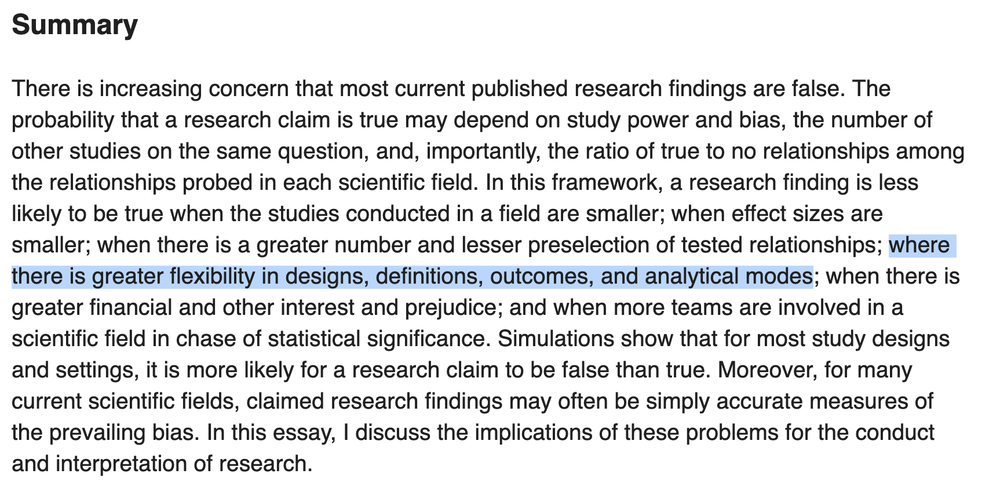 Summary
There is increasing concern that most current published research findings are false. The
probability that a research claim is true may depend on study power and bias, the number of
other studies on the same question, and, importantly, the ratio of true to no relationships among
the relationships probed in each scientific field. In this framework, a research finding is less
likely to be true when the studies conducted in a field are smaller; when effect sizes are
smaller; when there is a greater number and lesser preselection of tested relationships; where
there is greater flexibility in designs, definitions, outcomes, and analytical modes; when there is
greater financial and other interest and prejudice; and when more teams are involved in a
scientific field in chase of statistical significance. Simulations show that for most study designs
and settings, it is more likely for a research claim to be false than true. Moreover, for many
current scientific fields, claimed research findings may often be simply accurate measures of
the prevailing bias. In this essay, I discuss the implications of these problems for the conduct
and interpretation of research.